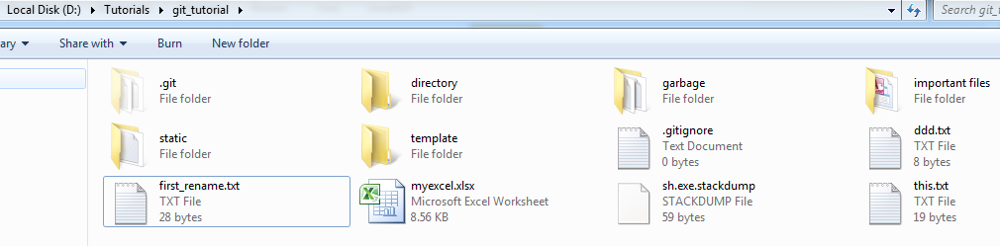 Local Disk (D:) Tutorials git_tutorial
Search git_t
ary Share with Burn New folder
.git
File folder
directory
File folder
garbage
File folder
important files
File folder
static
File folder
template
File folder
.gitignore
Text Document
0 bytes
ddd.txt
TXT File
8 bytes
first_rename.txt
TXT File
28 bytes
myexcel.xlsx
Microsoft Excel Worksheet
8.56 KB
sh.exe.stackdump
STACKDUMP File
59 bytes
this.txt
TXT File
19 bytes